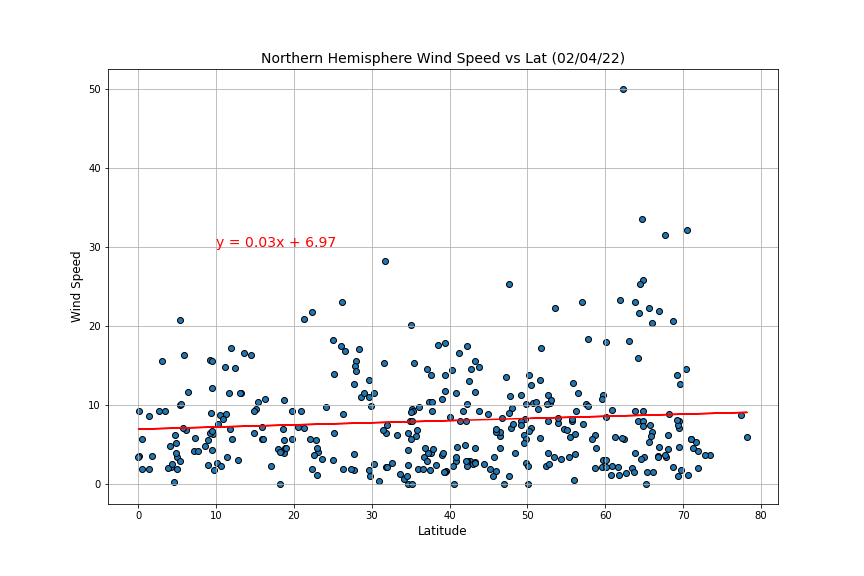 Northern Hemisphere Wind Speed vs Lat (02/04/22)
50
40
30
20
10
0
Wind Speed
y = 0.03x + 6.97
0 10 20 30 40 50 60 70 80
Latitude